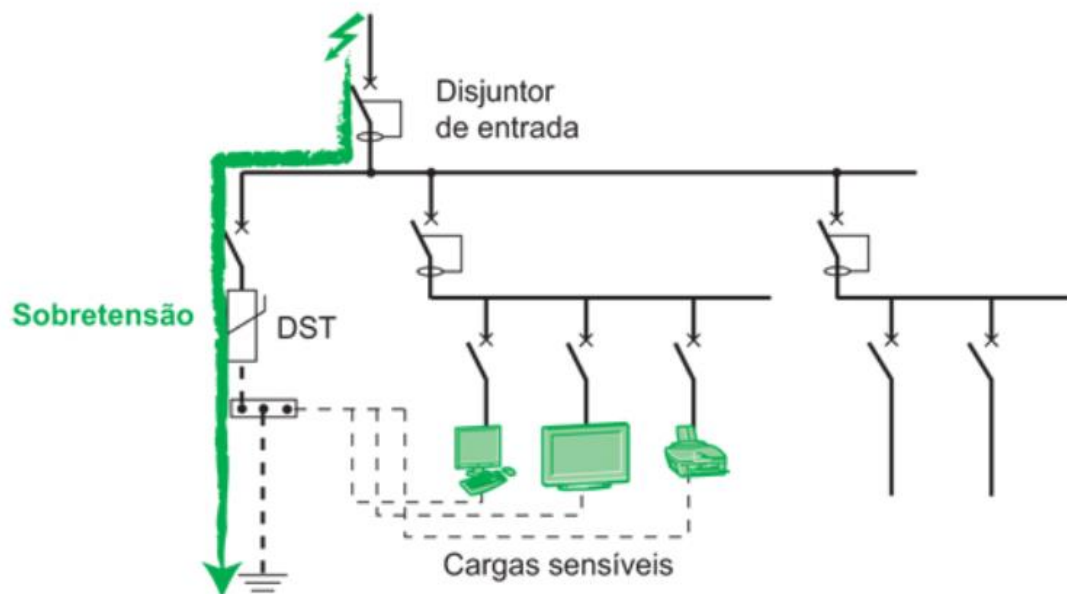 Disjuntor
de entrada
Sobretensão
DST
Cargas sensíveis